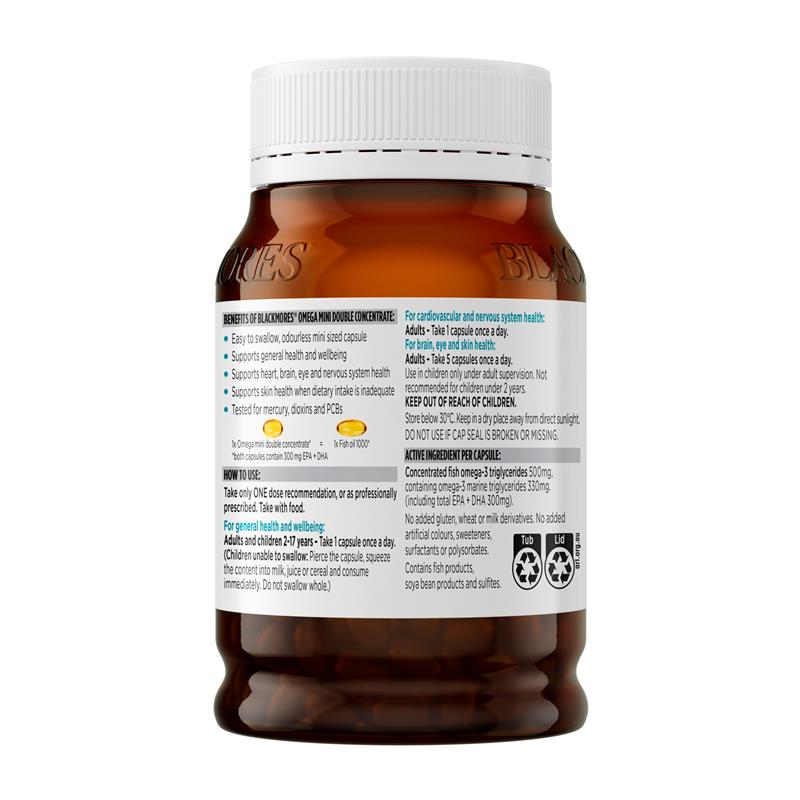 BLACKMORES
BENEFITS OF BLACKMORES® OMEGA MINI DOUBLE CONCENTRATE:
• Easy to swallow, odourless mini sized capsule
• Supports general health and wellbeing
• Supports heart, brain, eye and nervous system health
• Supports skin health when dietary intake is inadequate
• Tested for mercury, dioxins and PCBs
1x Omega mini double concentrate* = 1x Fish oil 1000*
*both capsules contain 300 mg EPA + DHA
HOW TO USE:
Take only ONE dose recommendation, or as professionally
prescribed. Take with food.
For general health and wellbeing:
Adults and children 2-17 years - Take 1 capsule once a day.
(Children unable to swallow: Pierce the capsule, squeeze
the content into milk, juice or cereal and consume
immediately. Do not swallow whole.)
For cardiovascular and nervous system health:
Adults - Take 1 capsule once a day.
For brain, eye and skin health:
Adults - Take 5 capsules once a day.
Use in children only under adult supervision. Not
recommended for children under 2 years.
KEEP OUT OF REACH OF CHILDREN.
Store below 30°C. Keep in a dry place away from direct sunlight.
DO NOT USE IF CAP SEAL IS BROKEN OR MISSING.
ACTIVE INGREDIENT PER CAPSULE:
Concentrated fish omega-3 triglycerides 500mg,
containing omega-3 marine triglycerides 330mg.
(including total EPA + DHA 300mg).
No added gluten, wheat or milk derivatives. No added
artificial colours, sweeteners,
surfactants or polysorbates.
Contains fish products,
soya bean products and sulfites.
Tub
Lid
arl.org.au